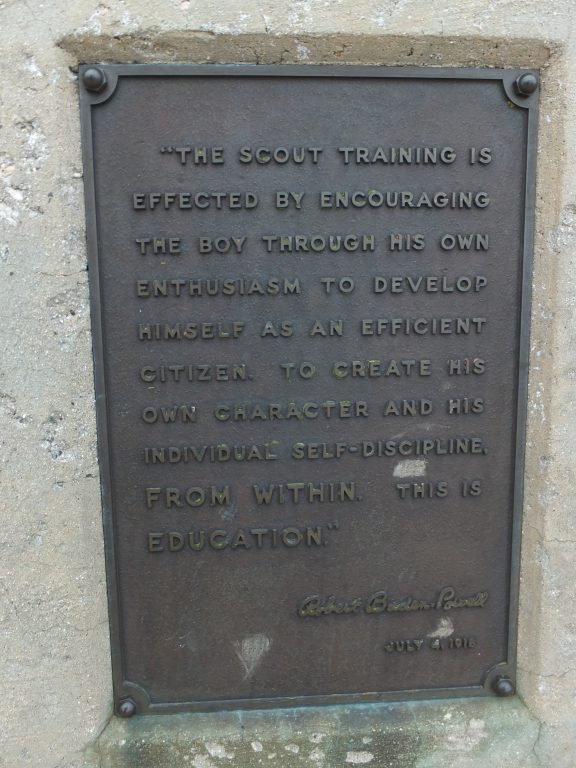 "THE SCOUT TRAINING IS
EFFECTED BY ENCOURAGING
THE BOY THROUGH HIS OWN
ENTHUSIASM TO DEVELOP
HIMSELF AS AN EFFICIENT
CITIZEN. TO CREATE HIS
OWN CHARACTER AND HIS
INDIVIDUAL SELF-DISCIPLINE,
FROM WITHIN. THIS IS
EDUCATION."
Robert Baden-Powell
JULY 4, 1918